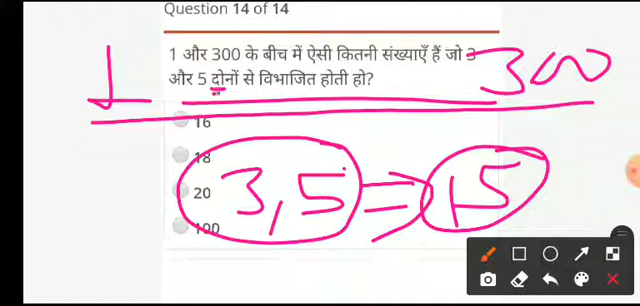 Question 14 of 14
1 और 300 के बीच में ऐसी कितनी संख्याएँ हैं जो 3
और 5 दोनों से विभाजित होती हो?
1 300
16
18
20
100
3,5 = 15